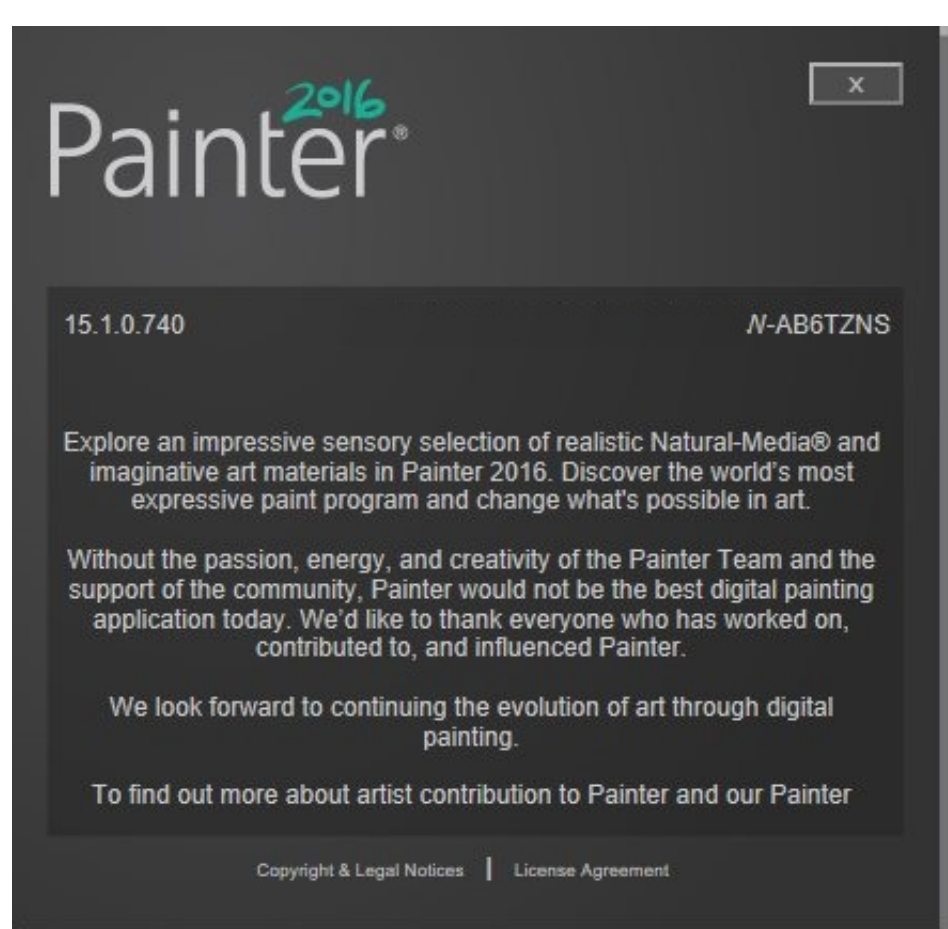 2016
Painter®
x
15.1.0.740
N-AB6TZNS
Explore an impressive sensory selection of realistic Natural-Media® and
imaginative art materials in Painter 2016. Discover the world's most
expressive paint program and change what's possible in art.
Without the passion, energy, and creativity of the Painter Team and the
support of the community, Painter would not be the best digital painting
application today. We'd like to thank everyone who has worked on,
contributed to, and influenced Painter.
We look forward to continuing the evolution of art through digital
painting.
To find out more about artist contribution to Painter and our Painter
Copyright & Legal Notices | License Agreement